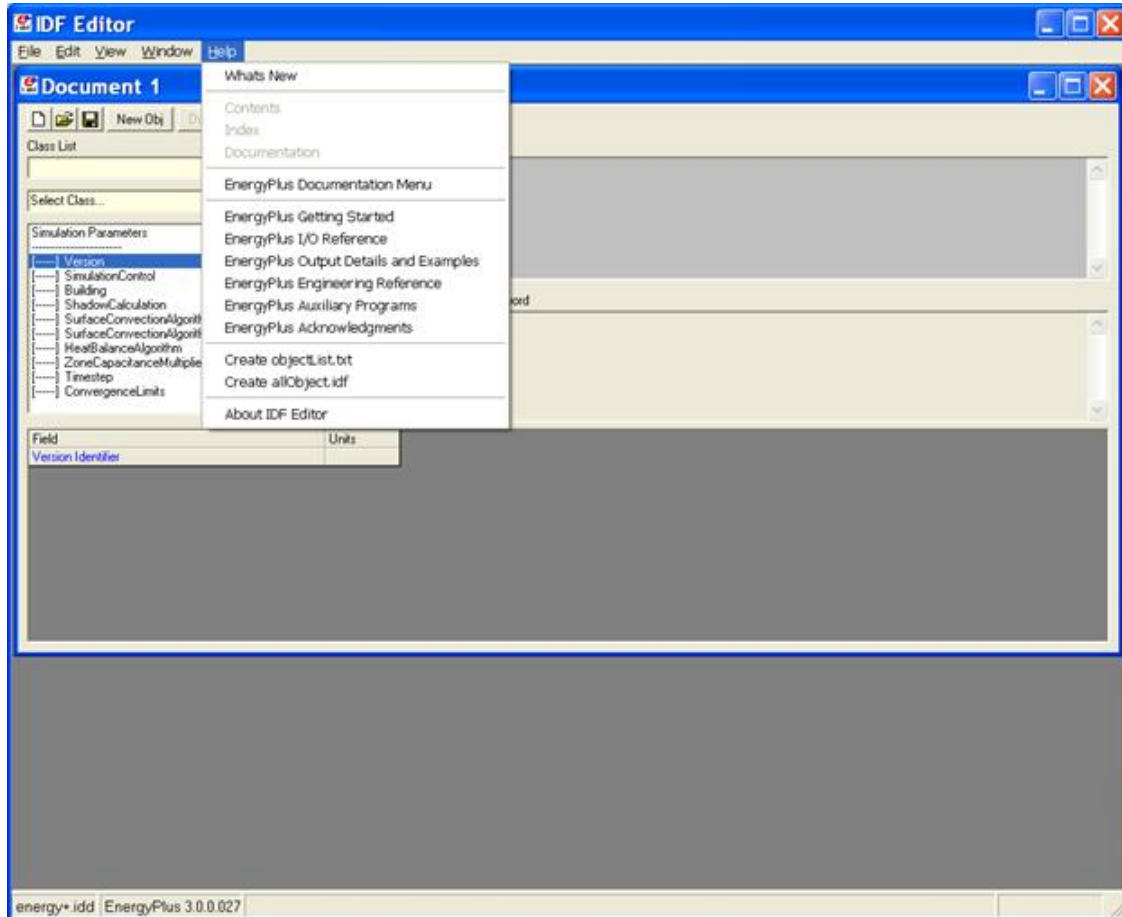 IDF Editor
File Edit View Window Help
Document 1
New Obj
Class List
Select Class...
Simulation Parameters
------------------------
[-----] Version
[-----] SimulationControl
[-----] Building
[-----] ShadowCalculation
[-----] SurfaceConvectionAlgorith
[-----] SurfaceConvectionAlgorith
[-----] HeatBalanceAlgorithm
[-----] ZoneCapacitanceMultiplie
[-----] Timestep
[-----] ConvergenceLimits
Whats New
Contents
Index
Documentation
EnergyPlus Documentation Menu
EnergyPlus Getting Started
EnergyPlus I/O Reference
EnergyPlus Output Details and Examples
EnergyPlus Engineering Reference
EnergyPlus Auxiliary Programs
EnergyPlus Acknowledgments
Create objectList.txt
Create allObject.idf
About IDF Editor
ord
Field Units
Version Identifier
energy+.idd EnergyPlus 3.0.0.027